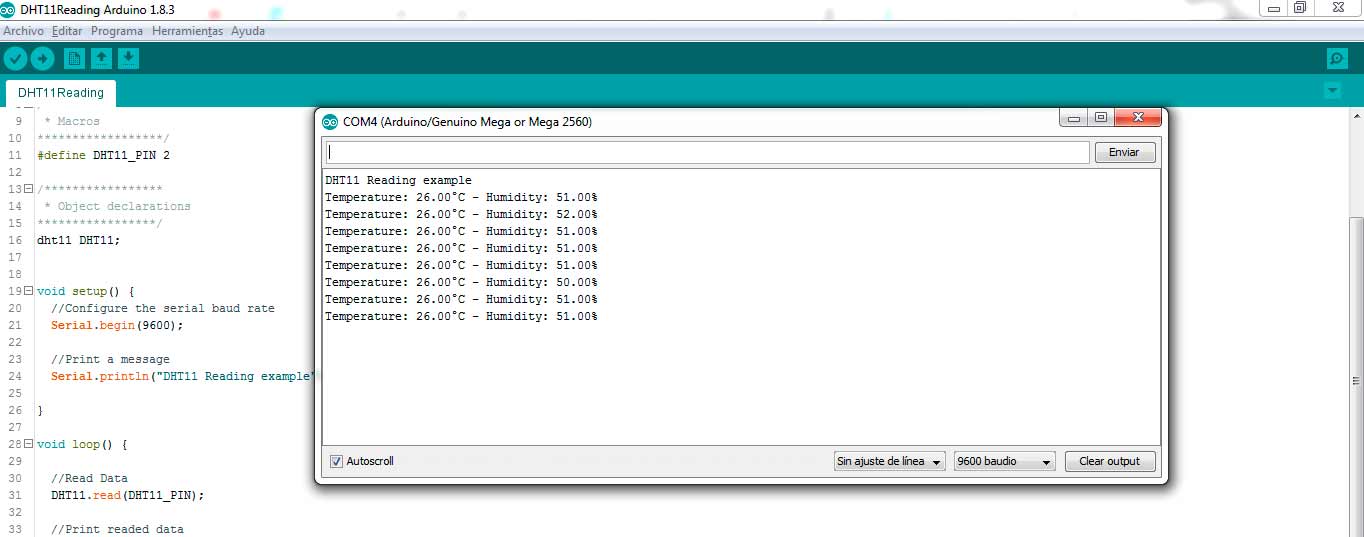 DHT11Reading Arduino 1.8.3
Archivo Editar Programa Herramientas Ayuda
DHT11Reading
9 * Macros
10 ******************/
11 #define DHT11_PIN 2
12
13 /*****************
14 * Object declarations
15 *****************/
16 dht11 DHT11;
17
18
19 void setup() {
20 //Configure the serial baud rate
21 Serial.begin(9600);
22
23 //Print a message
24 Serial.println("DHT11 Reading example"
25
26 }
27
28 void loop() {
29
30 //Read Data
31 DHT11.read(DHT11_PIN);
32
33 //Print readed data
COM4 (Arduino/Genuino Mega or Mega 2560)
Enviar
DHT11 Reading example
Temperature: 26.00°C - Humidity: 51.00%
Temperature: 26.00°C - Humidity: 52.00%
Temperature: 26.00°C - Humidity: 51.00%
Temperature: 26.00°C - Humidity: 51.00%
Temperature: 26.00°C - Humidity: 51.00%
Temperature: 26.00°C - Humidity: 50.00%
Temperature: 26.00°C - Humidity: 51.00%
Temperature: 26.00°C - Humidity: 51.00%
Autoscroll
Sin ajuste de línea
9600 baudio
Clear output